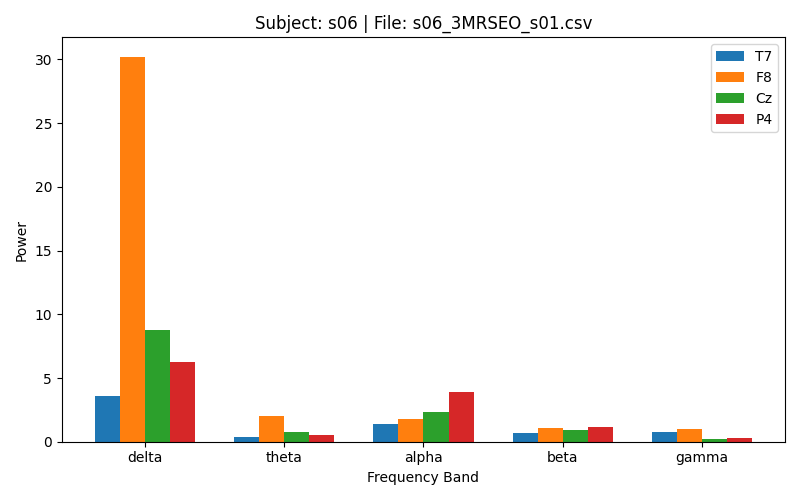 Subject: s06 | File: s06_3MRSEO_s01.csv
T7
F8
Cz
P4
Power
30
25
20
15
10
5
0
delta theta alpha beta gamma
Frequency Band